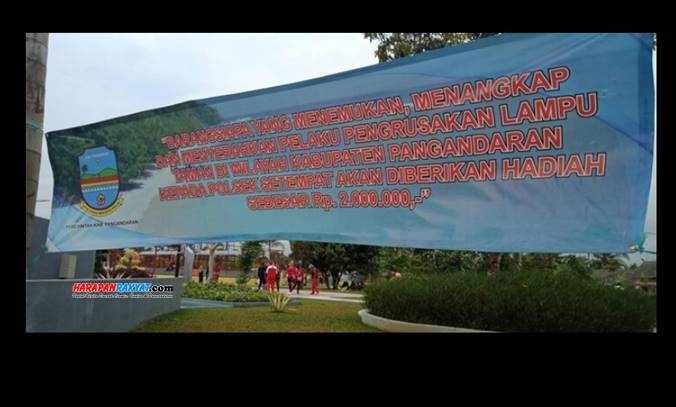 "BARANGSIAPA YANG MENEMUKAN, MENANGKAP
DAN MENYERAHKAN PELAKU PENGRUSAKAN LAMPU
TAMAN DI WILAYAH KABUPATEN PANGANDARAN
KEPADA POLSEK SETEMPAT AKAN DIBERIKAN HADIAH
SEBESAR Rp. 2.000.000,-"
PEMERINTAH KAB PANGANDARAN
HARAPANRAKYAT.com